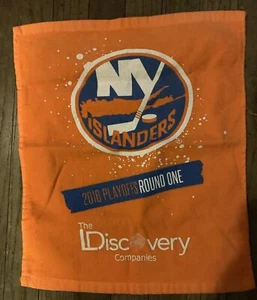 NY
ISLANDERS
®
2016 PLAYOFFS ROUND ONE
The
Discovery
Companies